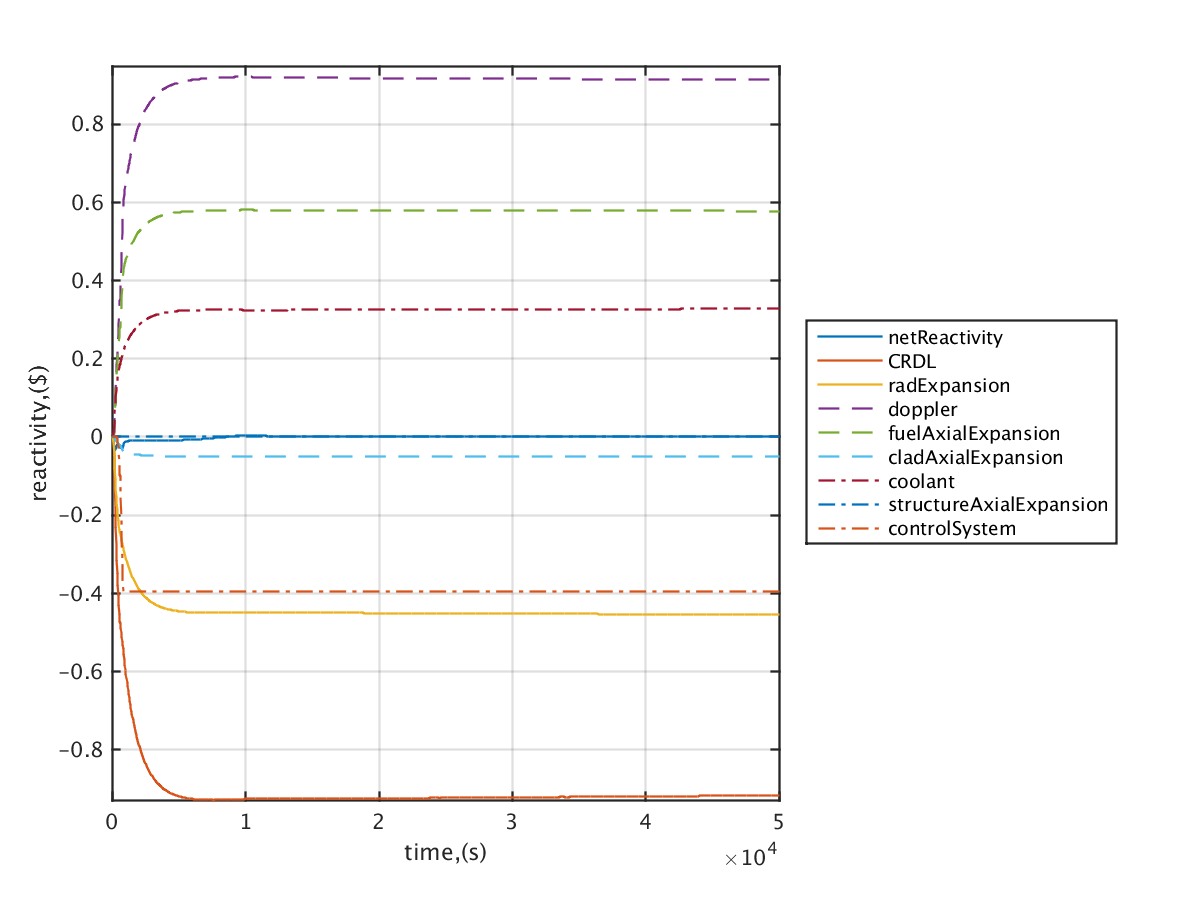 0.8
0.6
0.4
0.2
0
−0.2
−0.4
−0.6
−0.8
reactivity,($)
0 1 2 3 4 5
time,(s)
×10^4
netReactivity
CRDL
radExpansion
doppler
fuelAxialExpansion
cladAxialExpansion
coolant
structureAxialExpansion
controlSystem